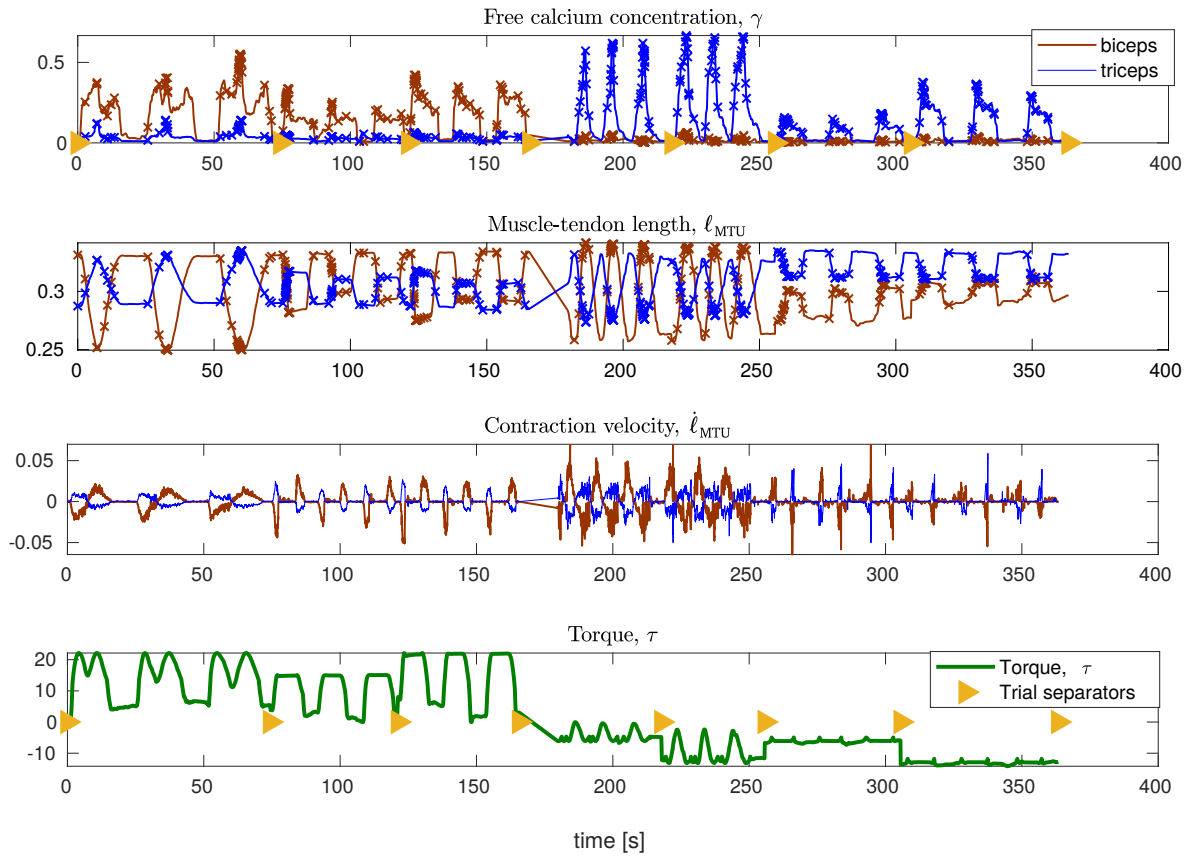 Free calcium concentration, γ
0.5
0
biceps
triceps
0 50 100 150 200 250 300 350 400
Muscle-tendon length, ℓMTU
0.3
0.25
0 50 100 150 200 250 300 350 400
Contraction velocity, ℓ̇MTU
0.05
0
-0.05
0 50 100 150 200 250 300 350 400
Torque, τ
20
10
0
-10
Torque, τ
Trial separators
0 50 100 150 200 250 300 350 400
time [s]